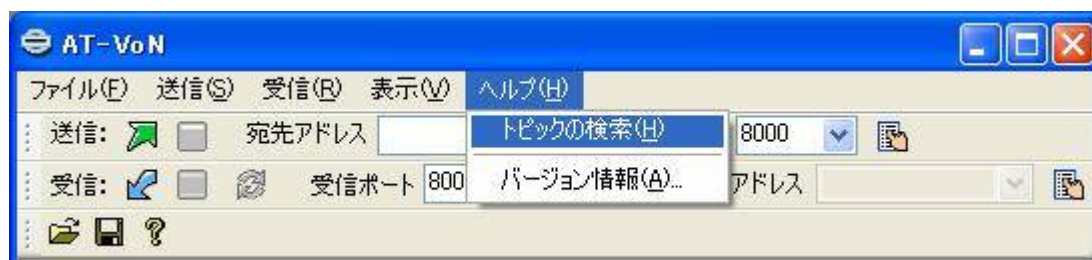 AT-VoN
ファイル(F) 送信(S) 受信(R) 表示(V) ヘルプ(H)
送信: 宛先アドレス トピックの検索(H) 8000
受信: 受信ポート 800 バージョン情報(A)... アドレス